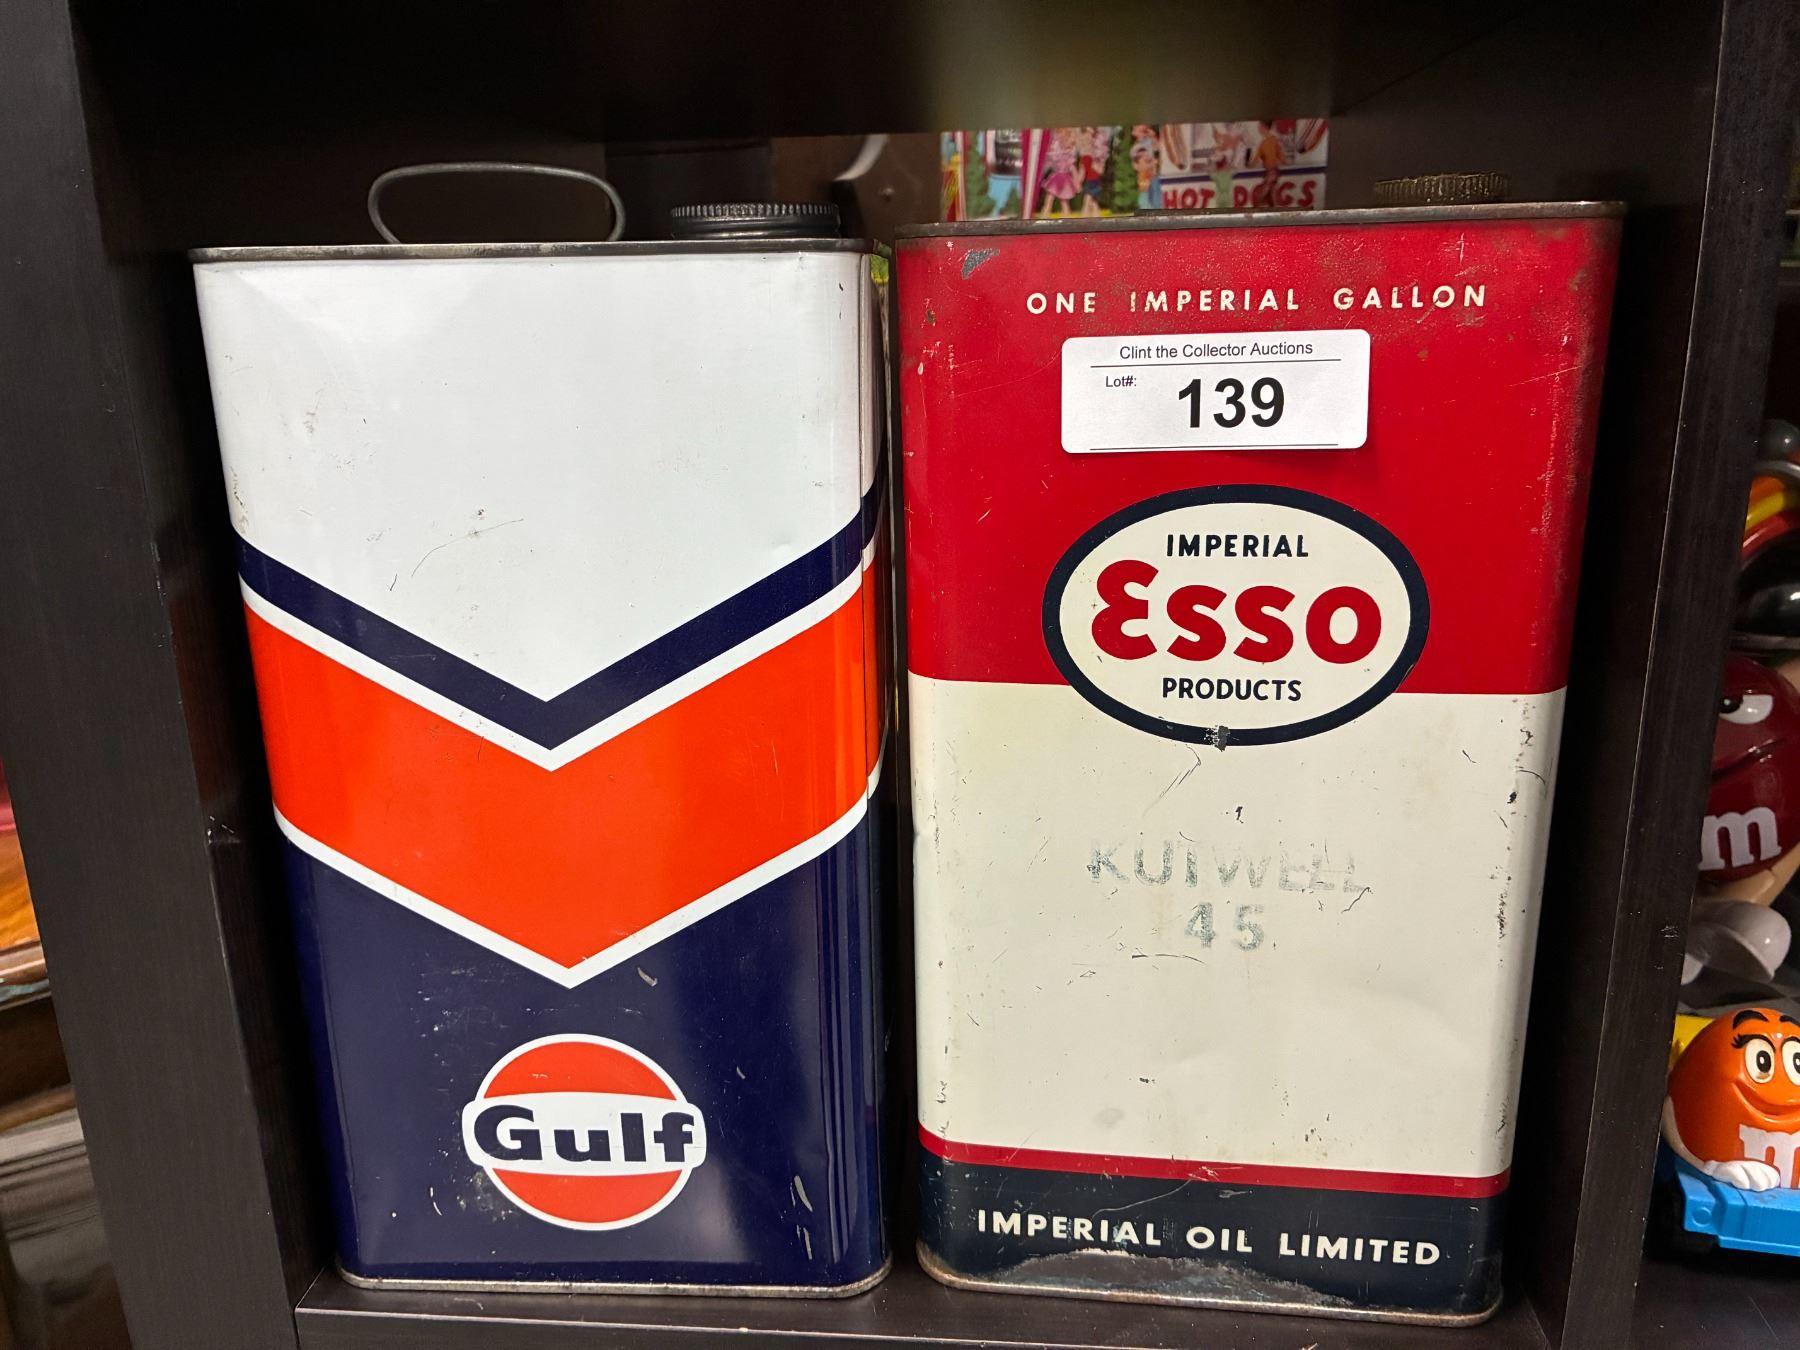 HOT DOGS
ONE IMPERIAL GALLON
Clint the Collector Auctions
Lot#: 139
IMPERIAL
Esso
PRODUCTS
KUTWELL
45
IMPERIAL OIL LIMITED
Gulf
m
m